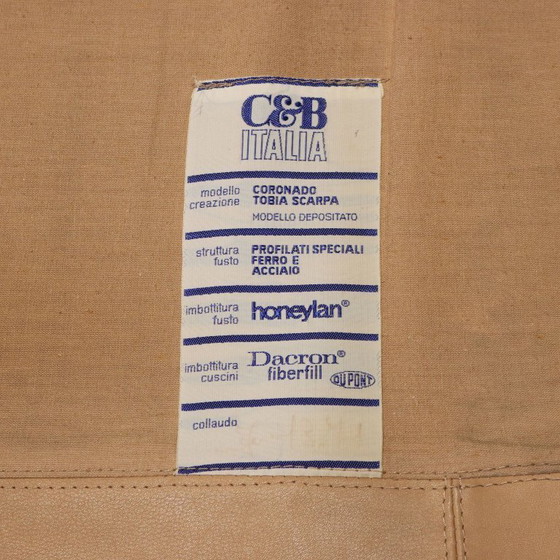 C&B
ITALIA
modello creazione CORONADO
TOBIA SCARPA
MODELLO DEPOSITATO
struttura fusto PROFILATI SPECIALI
FERRO E
ACCIAIO
imbottitura fusto honeylan®
imbottitura cuscini Dacron®
fiberfill DUPONT
collaudo